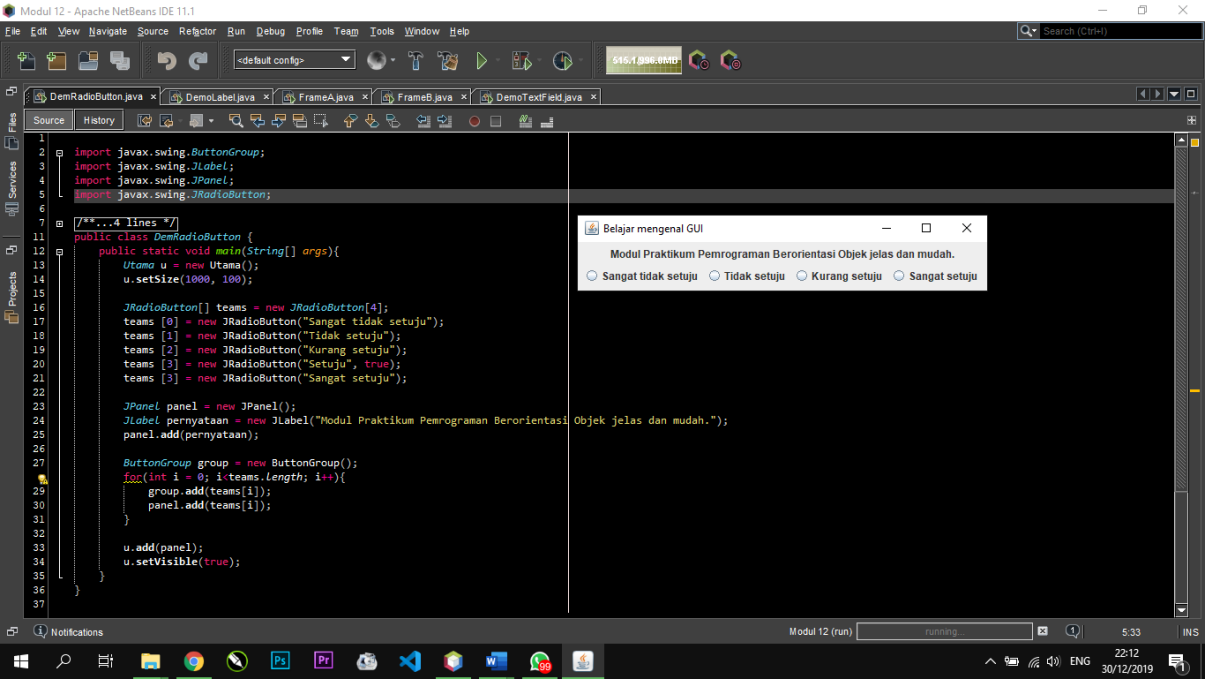 Modul 12 - Apache NetBeans IDE 11.1
File Edit View Navigate Source Refactor Run Debug Profile Team Tools Window Help
Search (Ctrl+I)
<default config>
515.1/996.0MB
DemRadioButton.java × DemoLabel.java × FrameA.java × FrameB.java × DemoTextField.java ×
Files
Services
Projects
Source History
1
2 import javax.swing.ButtonGroup;
3 import javax.swing.JLabel;
4 import javax.swing.JPanel;
5 import javax.swing.JRadioButton;
6
7 /**...4 lines */
11 public class DemRadioButton {
12 public static void main(String[] args){
13 Utama u = new Utama();
14 u.setSize(1000, 100);
15
16 JRadioButton[] teams = new JRadioButton[4];
17 teams [0] = new JRadioButton("Sangat tidak setuju");
18 teams [1] = new JRadioButton("Tidak setuju");
19 teams [2] = new JRadioButton("Kurang setuju");
20 teams [3] = new JRadioButton("Setuju", true);
21 teams [3] = new JRadioButton("Sangat setuju");
22
23 JPanel panel = new JPanel();
24 JLabel pernyataan = new JLabel("Modul Praktikum Pemrograman Berorientasi Objek jelas dan mudah.");
25 panel.add(pernyataan);
26
27 ButtonGroup group = new ButtonGroup();
for(int i = 0; i<teams.length; i++){
29 group.add(teams[i]);
30 panel.add(teams[i]);
31 }
32
33 u.add(panel);
34 u.setVisible(true);
35 }
36 }
37
Belajar mengenal GUI
Modul Praktikum Pemrograman Berorientasi Objek jelas dan mudah.
Sangat tidak setuju Tidak setuju Kurang setuju Sangat setuju
Notifications
Modul 12 (run) running... 1 5:33 INS
Ps Pr 99
ENG 22:12
30/12/2019 1